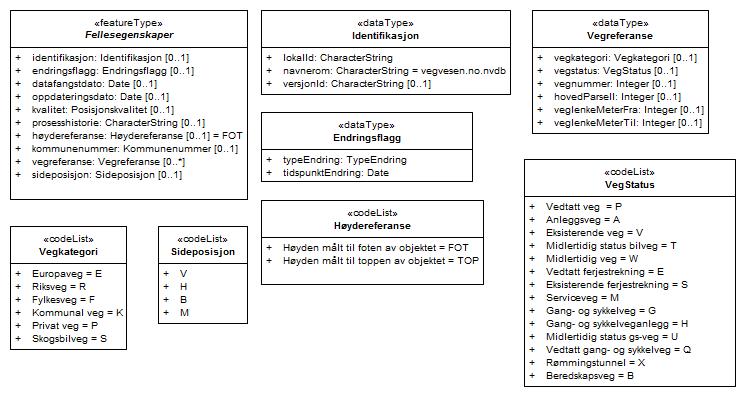 «featureType»
Fellesegenskaper
+ identifikasjon: Identifikasjon [0..1]
+ endringsflagg: Endringsflagg [0..1]
+ datafangstdato: Date [0..1]
+ oppdateringsdato: Date [0..1]
+ kvalitet: Posisjonskvalitet [0..1]
+ prosesshistorie: CharacterString [0..1]
+ høydereferanse: Høydereferanse [0..1] = FOT
+ kommunenummer: Kommunenummer [0..1]
+ vegreferanse: Vegreferanse [0..*]
+ sideposisjon: Sideposisjon [0..1]
«dataType»
Identifikasjon
+ lokalId: CharacterString
+ navnerom: CharacterString = vegvesen.no.nvdb
+ versjonId: CharacterString [0..1]
«dataType»
Vegreferanse
+ vegkategori: Vegkategori [0..1]
+ vegstatus: VegStatus [0..1]
+ vegnummer: Integer [0..1]
+ hovedParsell: Integer [0..1]
+ veglenkeMeterFra: Integer [0..1]
+ veglenkeMeterTil: Integer [0..1]
«dataType»
Endringsflagg
+ typeEndring: TypeEndring
+ tidspunktEndring: Date
«codeList»
VegStatus
+ Vedtatt veg = P
+ Anleggsveg = A
+ Eksisterende veg = V
+ Midlertidig status bilveg = T
+ Midlertidig veg = W
+ Vedtatt ferjestrekning = E
+ Eksisterende ferjestrekning = S
+ Serviceveg = M
+ Gang- og sykkelveg = G
+ Gang- og sykkelveganlegg = H
+ Midlertidig status gs-veg = U
+ Vedtatt gang- og sykkelveg = Q
+ Rømmingstunnel = X
+ Beredskapsveg = B
«codeList»
Vegkategori
+ Europaveg = E
+ Riksveg = R
+ Fylkesveg = F
+ Kommunal veg = K
+ Privat veg = P
+ Skogsbilveg = S
«codeList»
Sideposisjon
+ V
+ H
+ B
+ M
«codeList»
Høydereferanse
+ Høyden målt til foten av objektet = FOT
+ Høyden målt til toppen av objektet = TOP